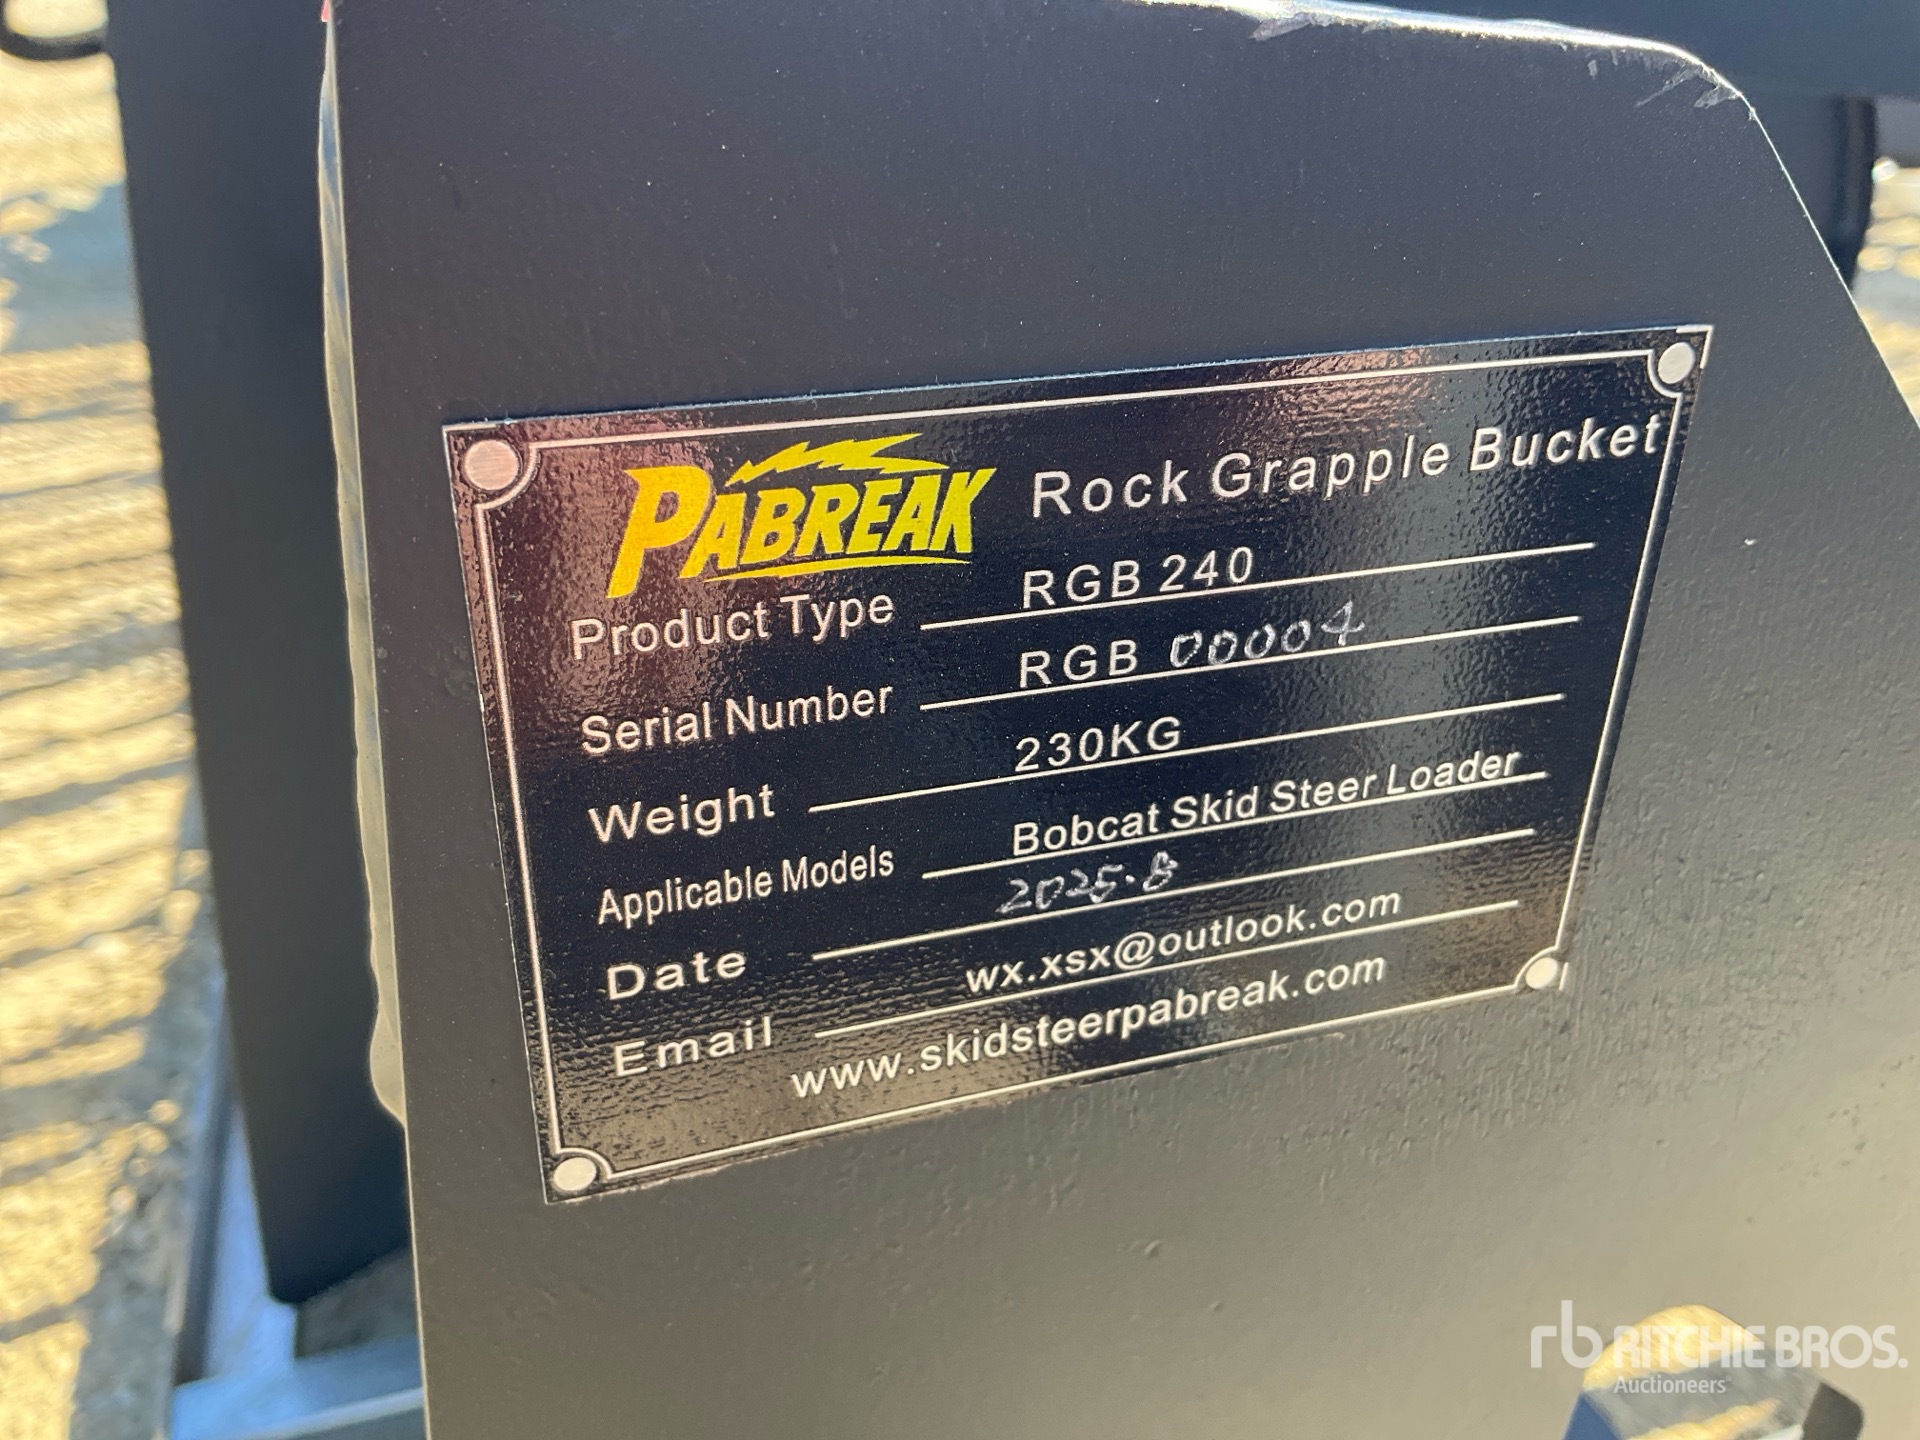 PABREAK Rock Grapple Bucket
Product Type RGB 240
Serial Number RGB 00004
Weight 230KG
Applicable Models Bobcat Skid Steer Loader
Date 2025.8
Email wx.xsx@outlook.com
www.skidsteerpabreak.com
rb RITCHIE BROS.
Auctioneers